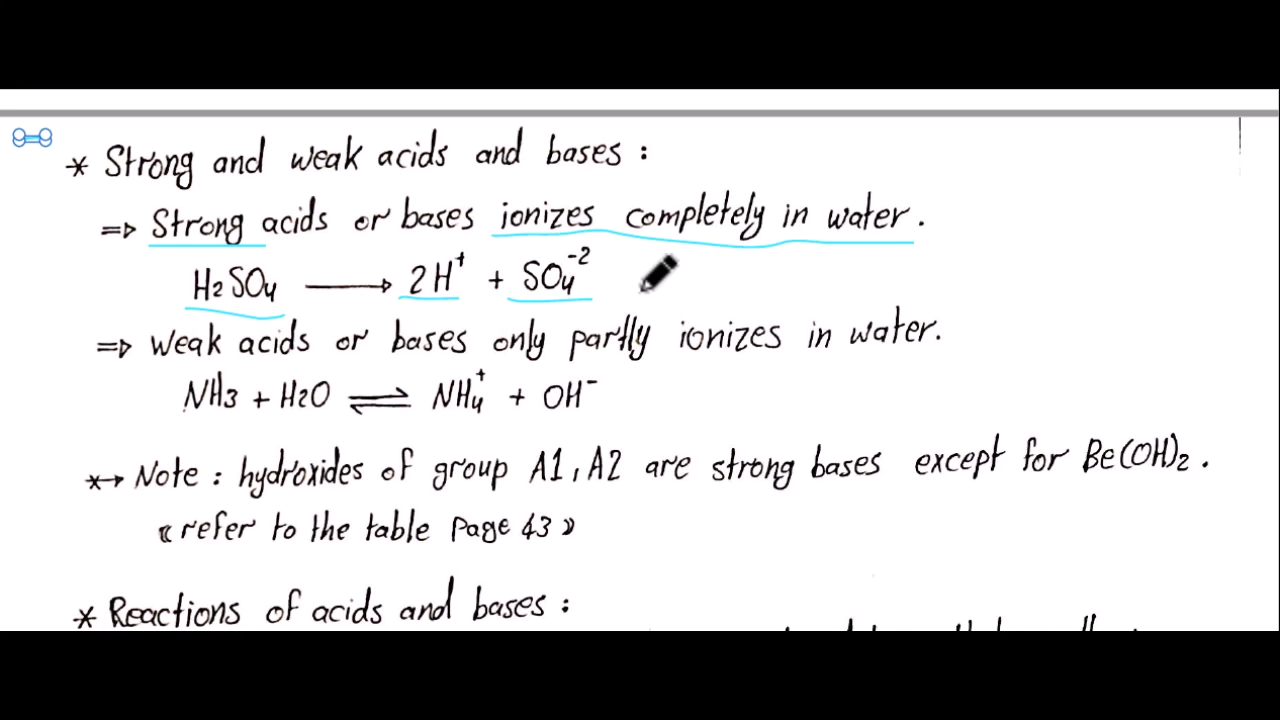 * Strong and weak acids and bases :
⇒ Strong acids or bases ionizes completely in water.
H2SO4 ⟶ 2H⁺ + SO4⁻²
⇒ Weak acids or bases only partly ionizes in water.
NH3 + H2O ⇌ NH4⁺ + OH⁻
*→ Note : hydroxides of group A1, A2 are strong bases except for Be(OH)2.
《refer to the table page 43》
* Reactions of acids and bases :